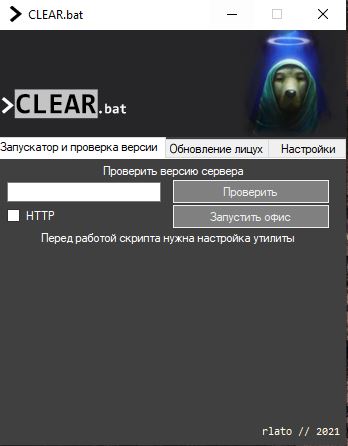 CLEAR.bat
>CLEAR.bat
Запускатор и проверка версии
Обновление лицух
Настройки
Проверить версию сервера
Проверить
HTTP
Запустить офис
Перед работой скрипта нужна настройка утилиты
rlato // 2021